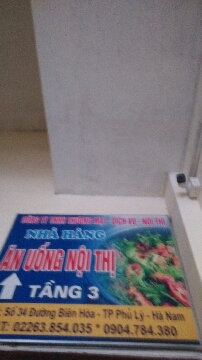 CÔNG TY TNHH THƯƠNG MẠI DỊCH VỤ - NỘI THỊ
NHÀ HÀNG
ĂN UỐNG NỘI THỊ
TẦNG 3
: Số 34 Đường Biên Hòa - TP Phủ Lý - Hà Nam
ĐT: 02263.854.035 * 0904.784.380